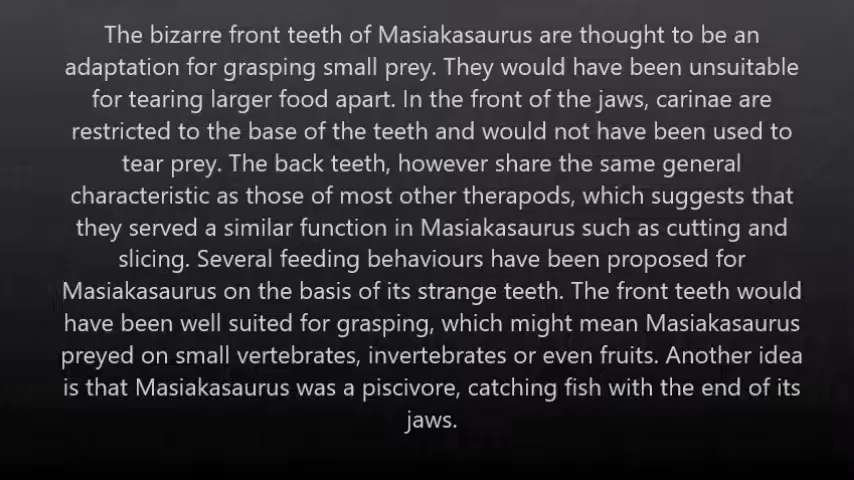 The bizarre front teeth of Masiakasaurus are thought to be an
adaptation for grasping small prey. They would have been unsuitable
for tearing larger food apart. In the front of the jaws, carinae are
restricted to the base of the teeth and would not have been used to
tear prey. The back teeth, however share the same general
characteristic as those of most other therapods, which suggests that
they served a similar function in Masiakasaurus such as cutting and
slicing. Several feeding behaviours have been proposed for
Masiakasaurus on the basis of its strange teeth. The front teeth would
have been well suited for grasping, which might mean Masiakasaurus
preyed on small vertebrates, invertebrates or even fruits. Another idea
is that Masiakasaurus was a piscivore, catching fish with the end of its
jaws.